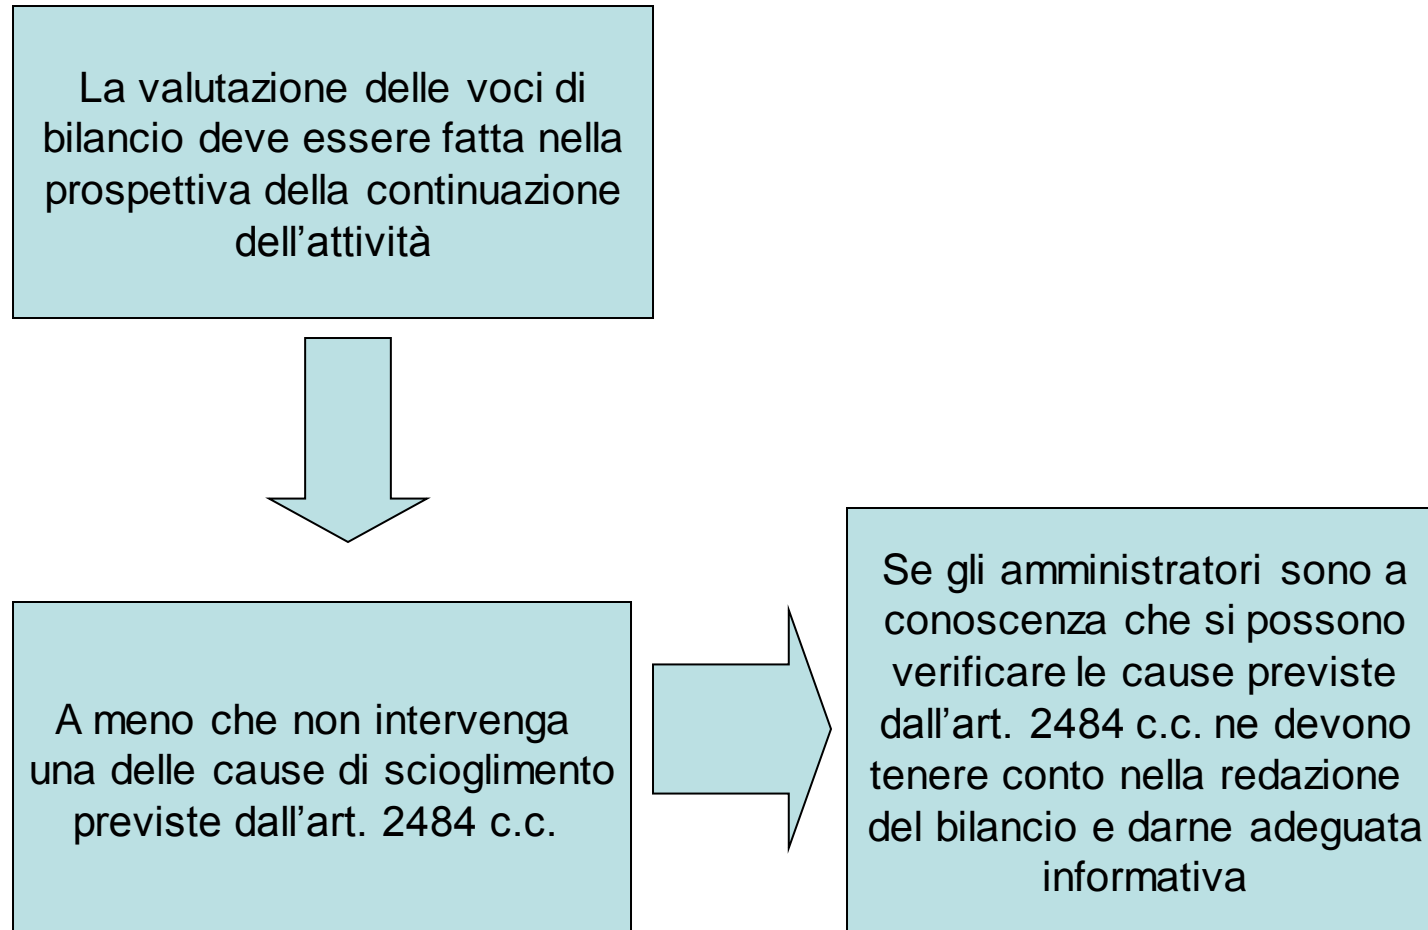 La valutazione delle voci di
bilancio deve essere fatta nella
prospettiva della continuazione
dell’attività
A meno che non intervenga
una delle cause di scioglimento
previste dall’art. 2484 c.c.
Se gli amministratori sono a
conoscenza che si possono
verificare le cause previste
dall’art. 2484 c.c. ne devono
tenere conto nella redazione
del bilancio e darne adeguata
informativa